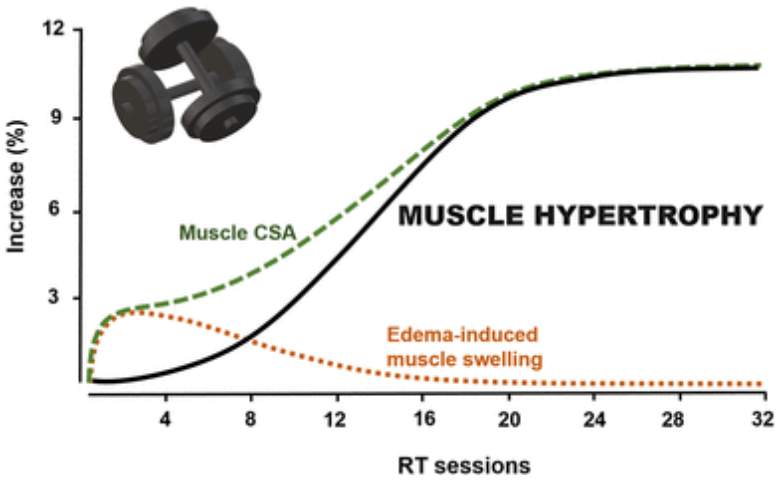 12
9
6
3
Increase (%)
Muscle CSA
MUSCLE HYPERTROPHY
Edema-induced
muscle swelling
4 8 12 16 20 24 28 32
RT sessions